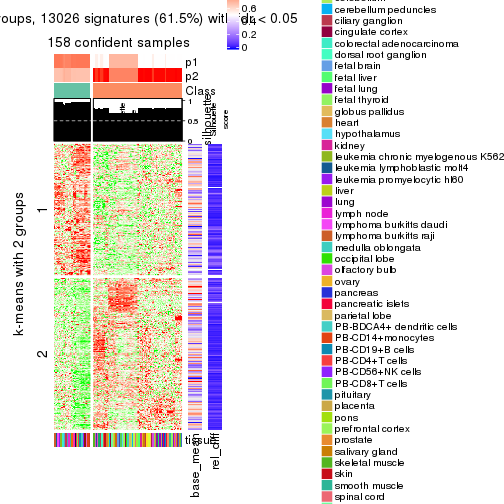 roups, 13026 signatures (61.5%) with fdr < 0.05
158 confident samples
p1
p2
Class
1
0.5
0
silhouette
score
k-means with 2 groups
1
2
tissue
base_mean
rel_diff
0.6
0.4
0
cerebellum peduncles
ciliary ganglion
cingulate cortex
colorectal adenocarcinoma
dorsal root ganglion
fetal brain
fetal liver
fetal lung
fetal thyroid
globus pallidus
heart
hypothalamus
kidney
leukemia chronic myelogenous K562
leukemia lymphoblastic molt4
leukemia promyelocytic hl60
liver
lung
lymph node
lymphoma burkitts daudi
lymphoma burkitts raji
medulla oblongata
occipital lobe
olfactory bulb
ovary
pancreas
pancreatic islets
parietal lobe
PB-BDCA4+ dendritic cells
PB-CD14+monocytes
PB-CD19+B cells
PB-CD4+T cells
PB-CD56+NK cells
PB-CD8+T cells
pituitary
placenta
pons
prefrontal cortex
prostate
salivary gland
skeletal muscle
skin
smooth muscle
spinal cord